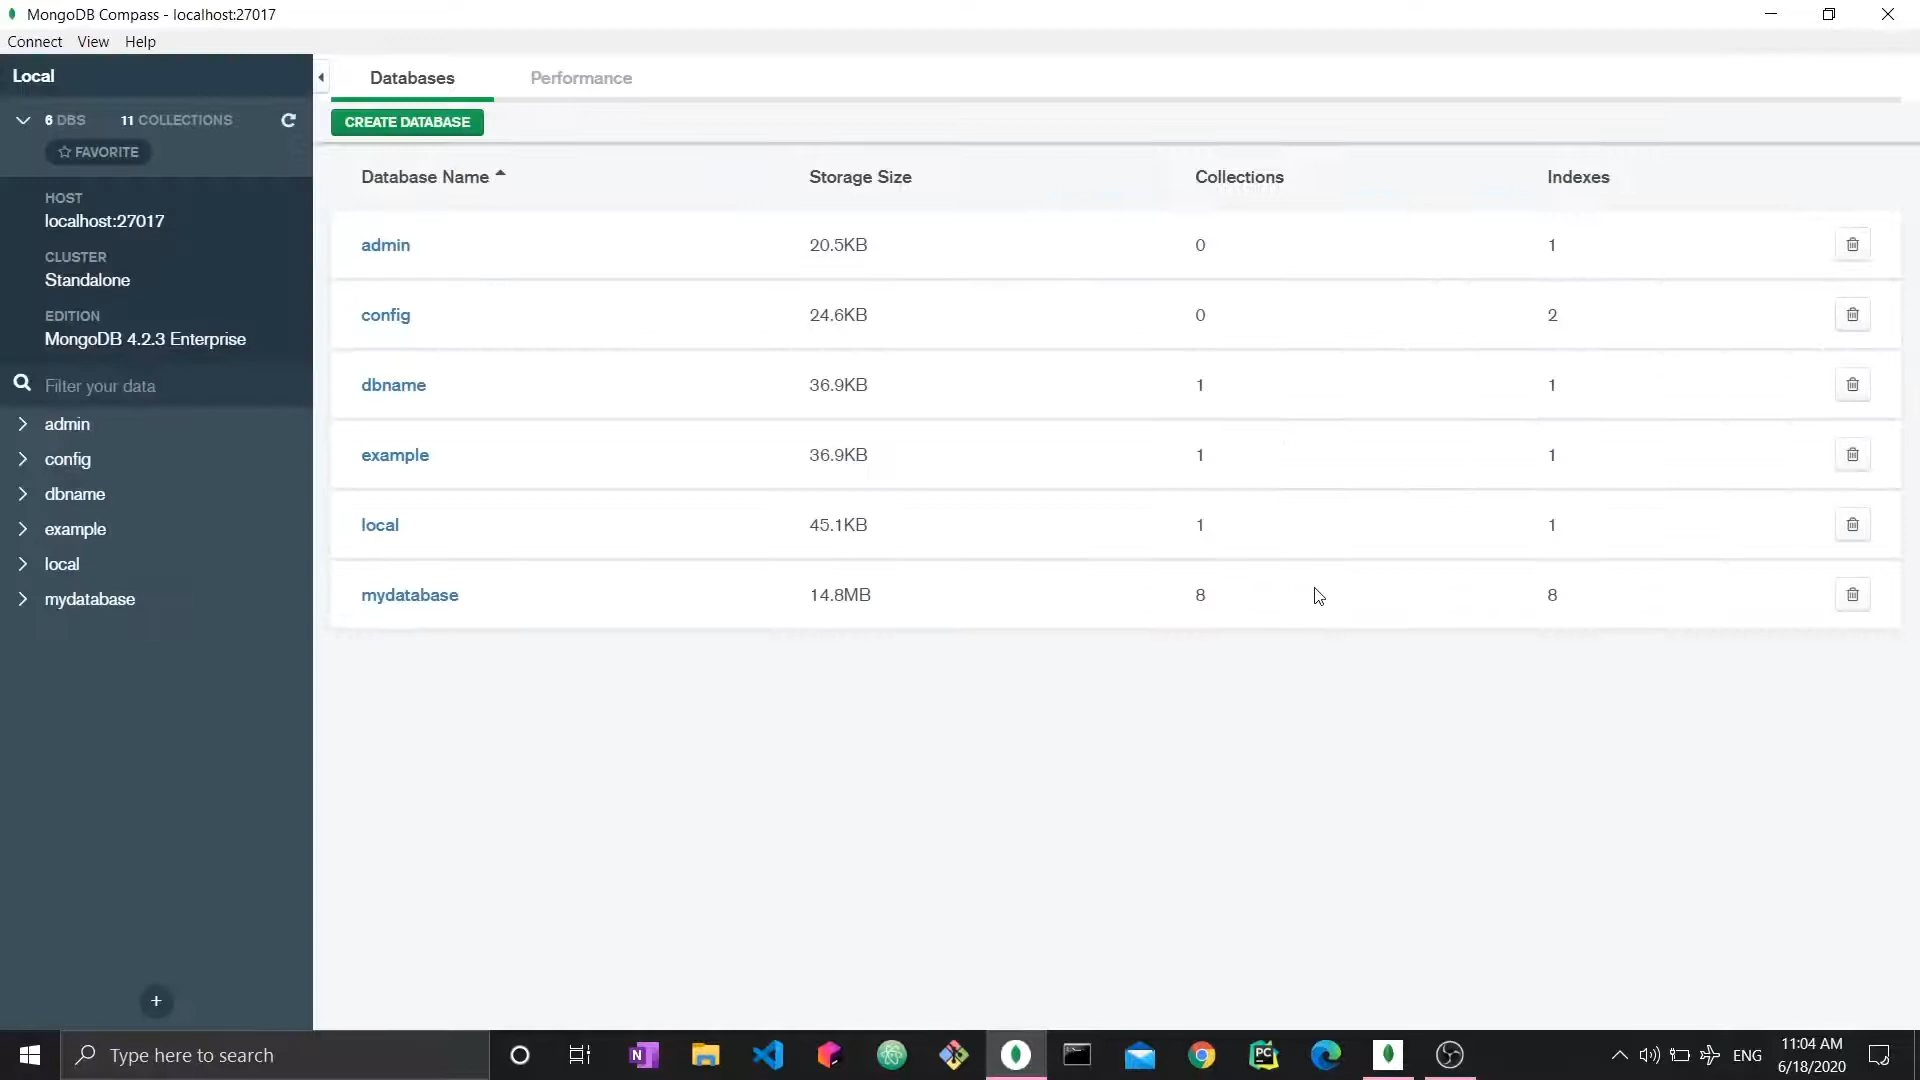 MongoDB Compass - localhost:27017
Connect View Help
Local
Databases Performance
6 DBS 11 COLLECTIONS
FAVORITE
CREATE DATABASE
HOST
localhost:27017
CLUSTER
Standalone
EDITION
MongoDB 4.2.3 Enterprise
Filter your data
admin
config
dbname
example
local
mydatabase
+
Database Name Storage Size Collections Indexes
admin 20.5KB 0 1
config 24.6KB 0 2
dbname 36.9KB 1 1
example 36.9KB 1 1
local 45.1KB 1 1
mydatabase 14.8MB 8 8
Type here to search
N
PC
ENG
11:04 AM
6/18/2020